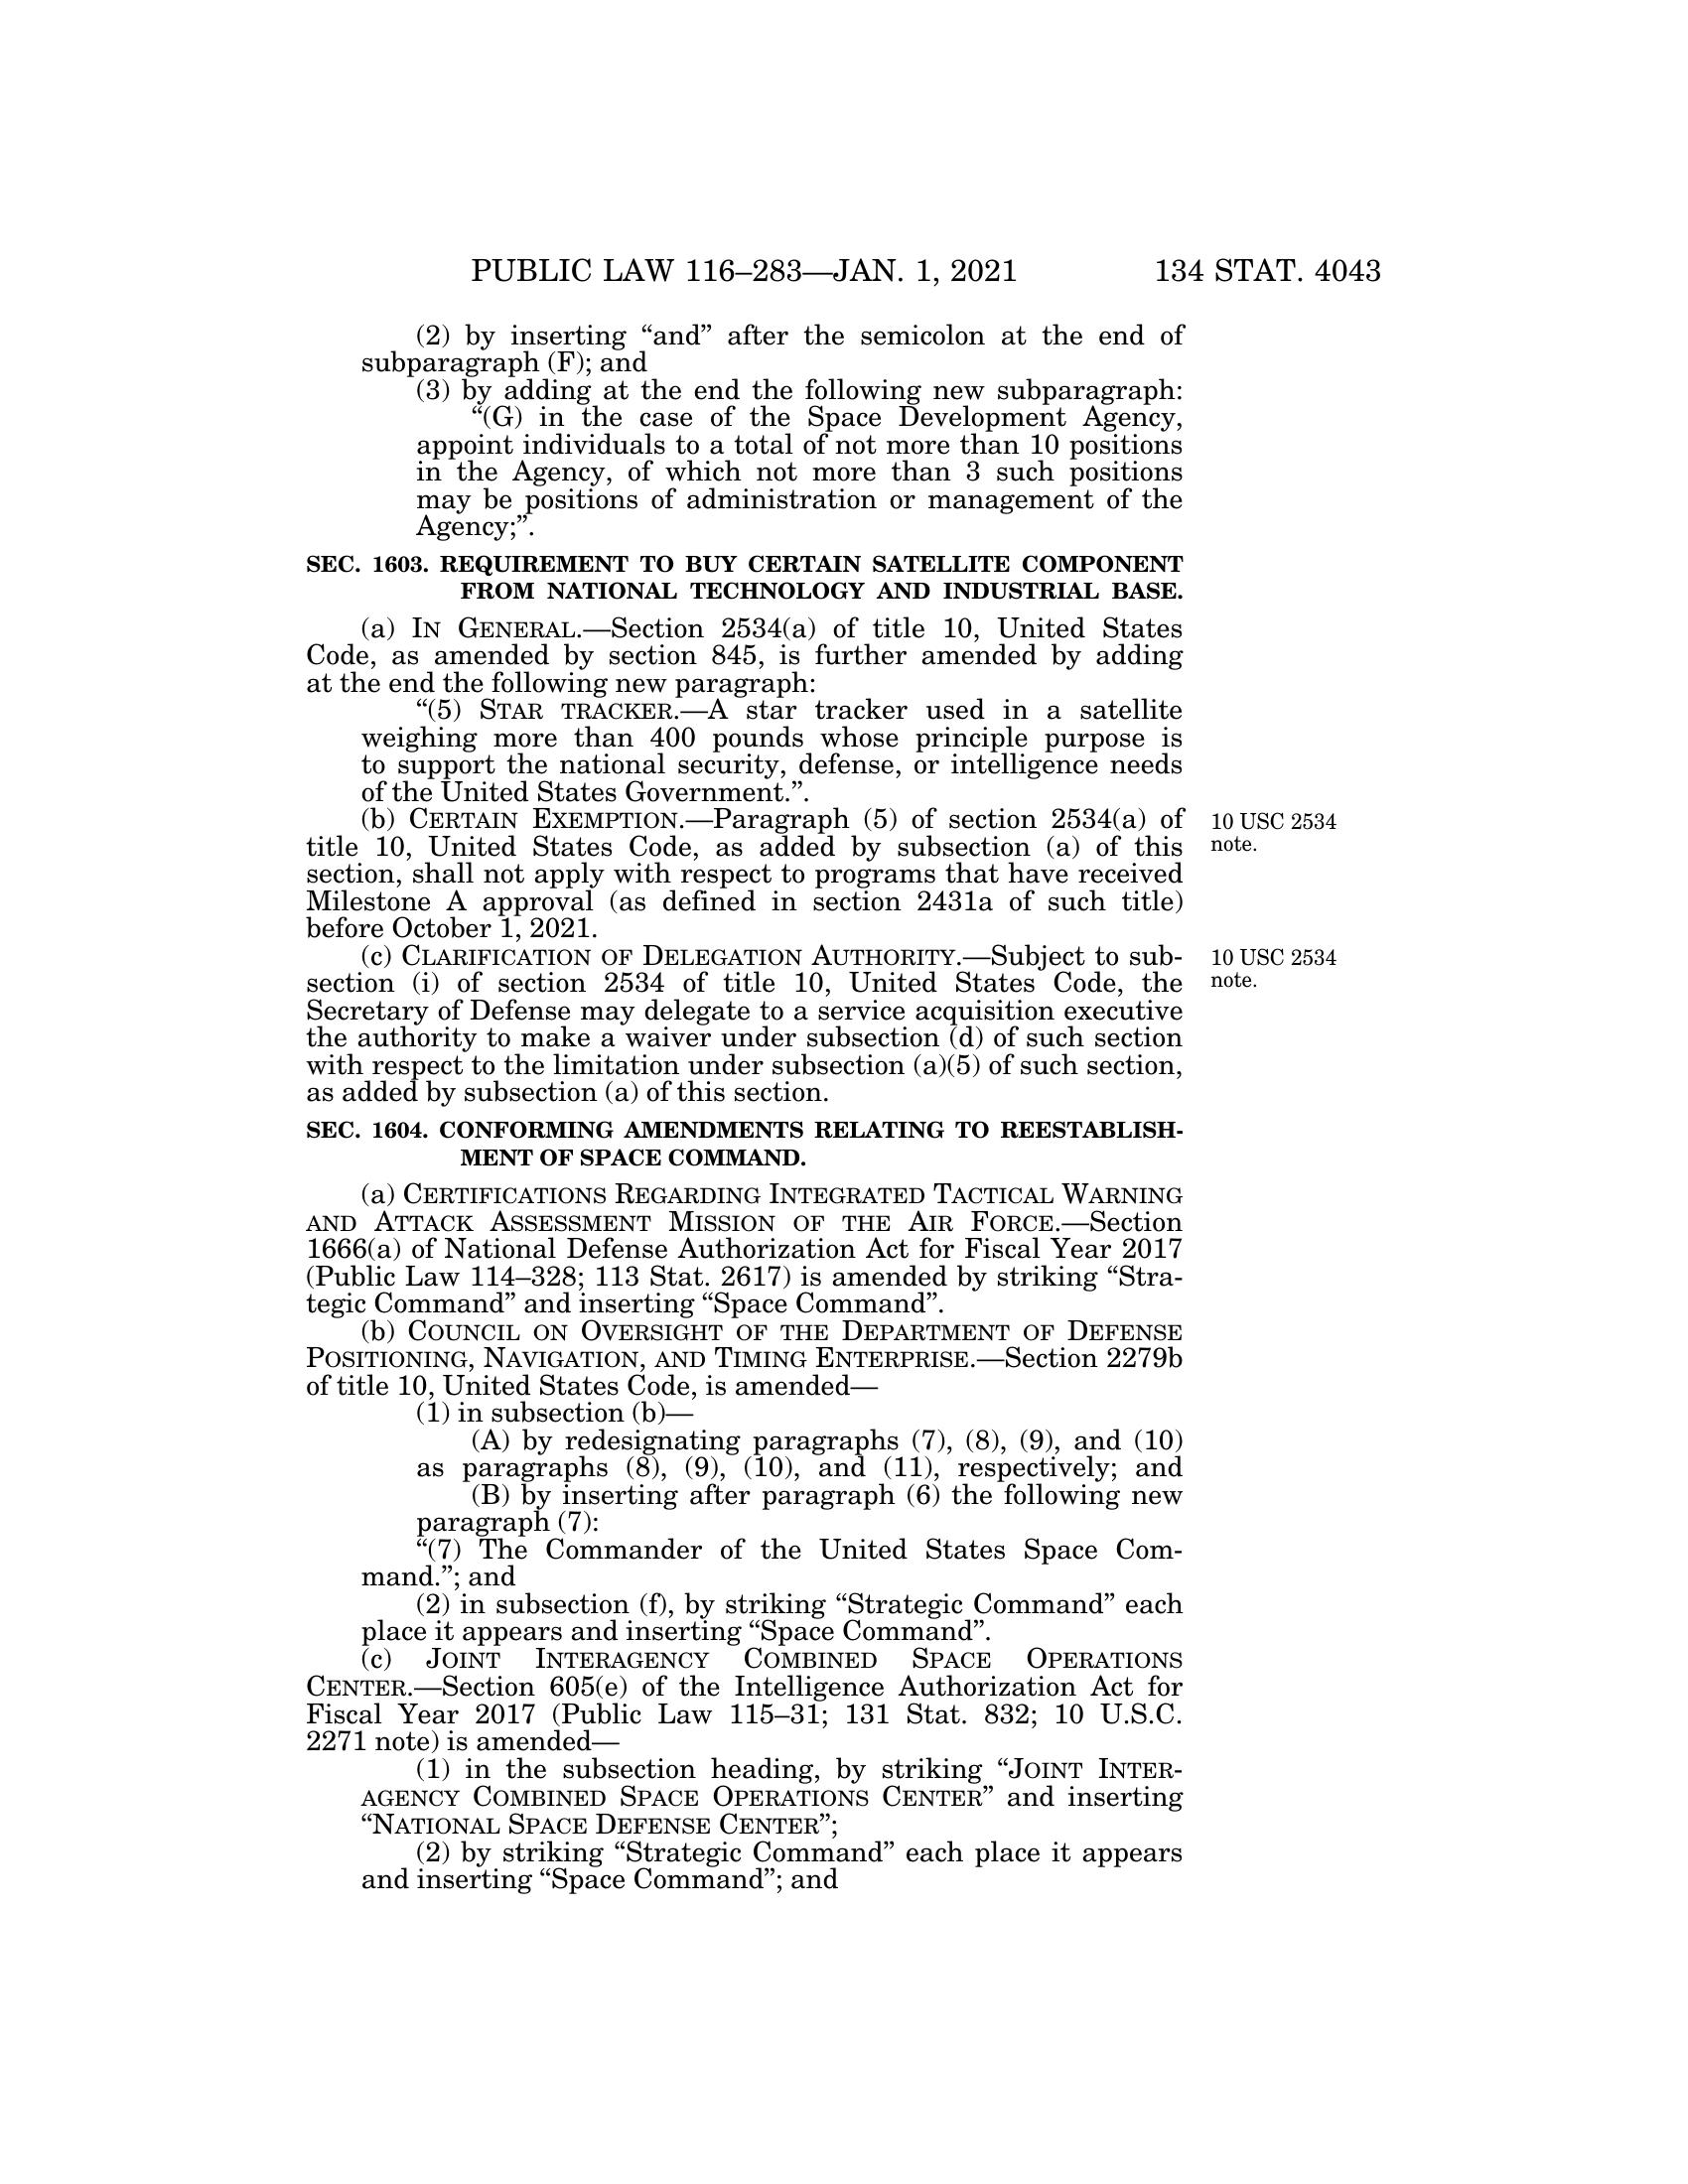 PUBLIC LAW 116–283—JAN. 1, 2021 134 STAT. 4043
(2) by inserting “and” after the semicolon at the end of
subparagraph (F); and
(3) by adding at the end the following new subparagraph:
“(G) in the case of the Space Development Agency,
appoint individuals to a total of not more than 10 positions
in the Agency, of which not more than 3 such positions
may be positions of administration or management of the
Agency;”.
SEC. 1603. REQUIREMENT TO BUY CERTAIN SATELLITE COMPONENT
FROM NATIONAL TECHNOLOGY AND INDUSTRIAL BASE.
(a) IN GENERAL.—Section 2534(a) of title 10, United States
Code, as amended by section 845, is further amended by adding
at the end the following new paragraph:
“(5) STAR TRACKER.—A star tracker used in a satellite
weighing more than 400 pounds whose principle purpose is
to support the national security, defense, or intelligence needs
of the United States Government.”.
(b) CERTAIN EXEMPTION.—Paragraph (5) of section 2534(a) of
title 10, United States Code, as added by subsection (a) of this
section, shall not apply with respect to programs that have received
Milestone A approval (as defined in section 2431a of such title)
before October 1, 2021.
10 USC 2534
note.
(c) CLARIFICATION OF DELEGATION AUTHORITY.—Subject to sub-
section (i) of section 2534 of title 10, United States Code, the
Secretary of Defense may delegate to a service acquisition executive
the authority to make a waiver under subsection (d) of such section
with respect to the limitation under subsection (a)(5) of such section,
as added by subsection (a) of this section.
10 USC 2534
note.
SEC. 1604. CONFORMING AMENDMENTS RELATING TO REESTABLISH-
MENT OF SPACE COMMAND.
(a) CERTIFICATIONS REGARDING INTEGRATED TACTICAL WARNING
AND ATTACK ASSESSMENT MISSION OF THE AIR FORCE.—Section
1666(a) of National Defense Authorization Act for Fiscal Year 2017
(Public Law 114–328; 113 Stat. 2617) is amended by striking “Stra-
tegic Command” and inserting “Space Command”.
(b) COUNCIL ON OVERSIGHT OF THE DEPARTMENT OF DEFENSE
POSITIONING, NAVIGATION, AND TIMING ENTERPRISE.—Section 2279b
of title 10, United States Code, is amended—
(1) in subsection (b)—
(A) by redesignating paragraphs (7), (8), (9), and (10)
as paragraphs (8), (9), (10), and (11), respectively; and
(B) by inserting after paragraph (6) the following new
paragraph (7):
“(7) The Commander of the United States Space Com-
mand.”; and
(2) in subsection (f), by striking “Strategic Command” each
place it appears and inserting “Space Command”.
(c) JOINT INTERAGENCY COMBINED SPACE OPERATIONS
CENTER.—Section 605(e) of the Intelligence Authorization Act for
Fiscal Year 2017 (Public Law 115–31; 131 Stat. 832; 10 U.S.C.
2271 note) is amended—
(1) in the subsection heading, by striking “JOINT INTER-
AGENCY COMBINED SPACE OPERATIONS CENTER” and inserting
“NATIONAL SPACE DEFENSE CENTER”;
(2) by striking “Strategic Command” each place it appears
and inserting “Space Command”; and